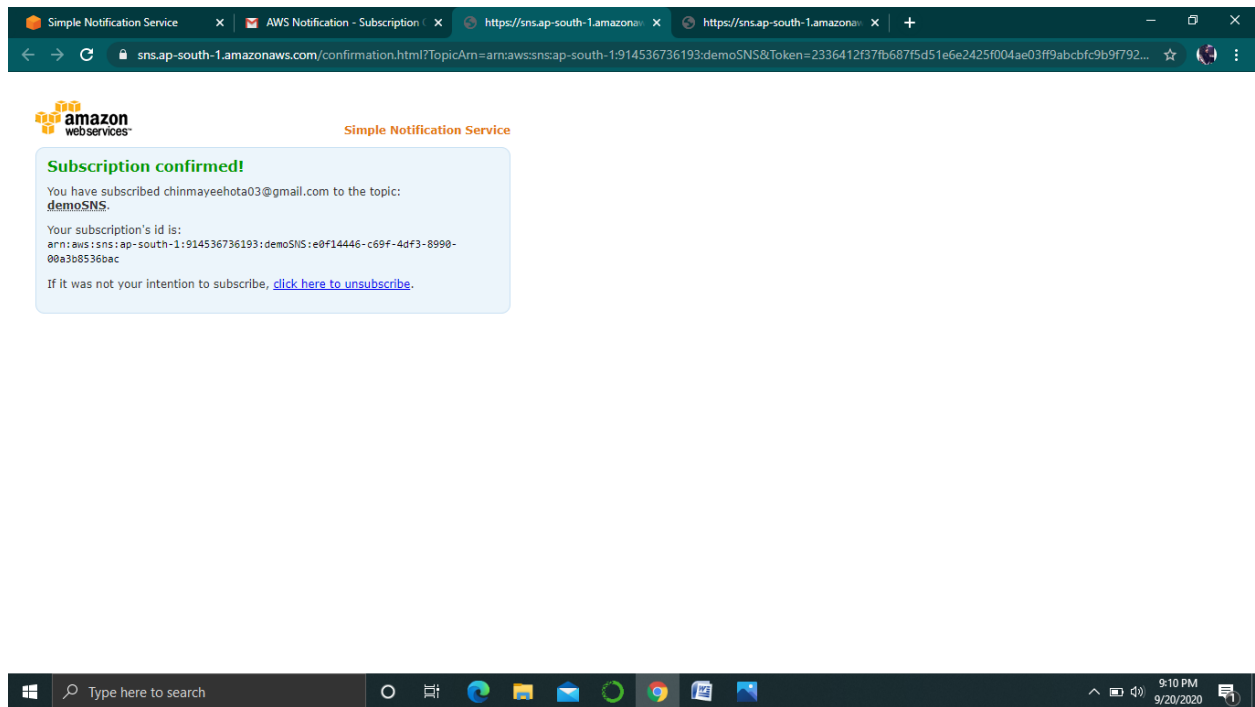 Simple Notification Service
AWS Notification - Subscription
https://sns.ap-south-1.amazonaw
https://sns.ap-south-1.amazonaw
sns.ap-south-1.amazonaws.com/confirmation.html?TopicArn=arn:aws:sns:ap-south-1:914536736193:demoSNS&Token=2336412f37fb687f5d51e6e2425f004ae03ff9abcbfc9b9f792...
amazon
webservices™
Simple Notification Service
Subscription confirmed!
You have subscribed chinmayeehota03@gmail.com to the topic:
demoSNS.
Your subscription's id is:
arn:aws:sns:ap-south-1:914536736193:demoSNS:e0f14446-c69f-4df3-8990-
00a3b8536bac
If it was not your intention to subscribe, click here to unsubscribe.
Type here to search
9:10 PM
9/20/2020
1